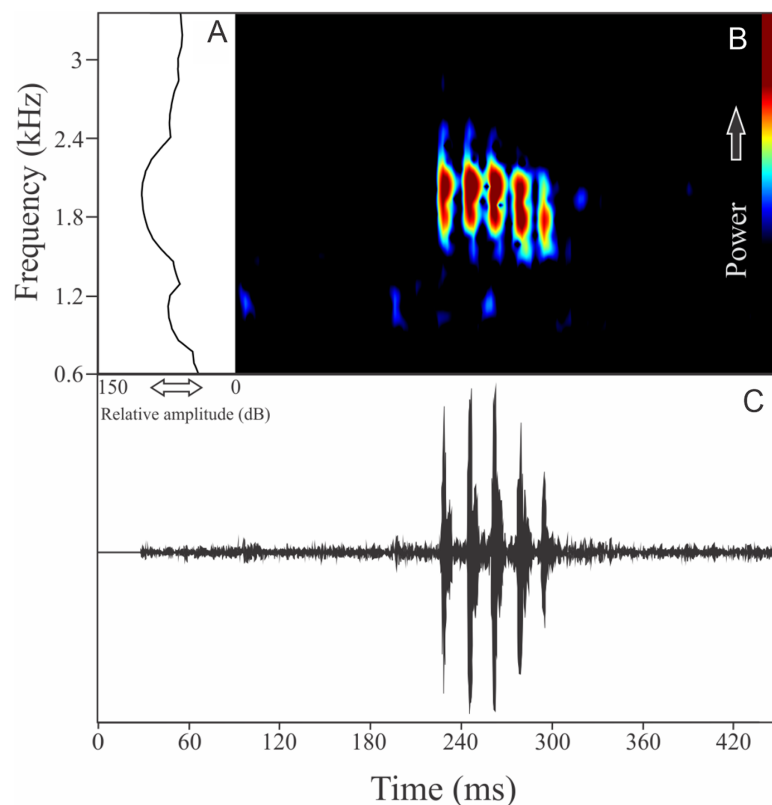 A
B
C
Frequency (kHz)
3
2.4
1.8
1.2
0.6
Power
150
0
Relative amplitude (dB)
0
60
120
180
240
300
360
420
Time (ms)